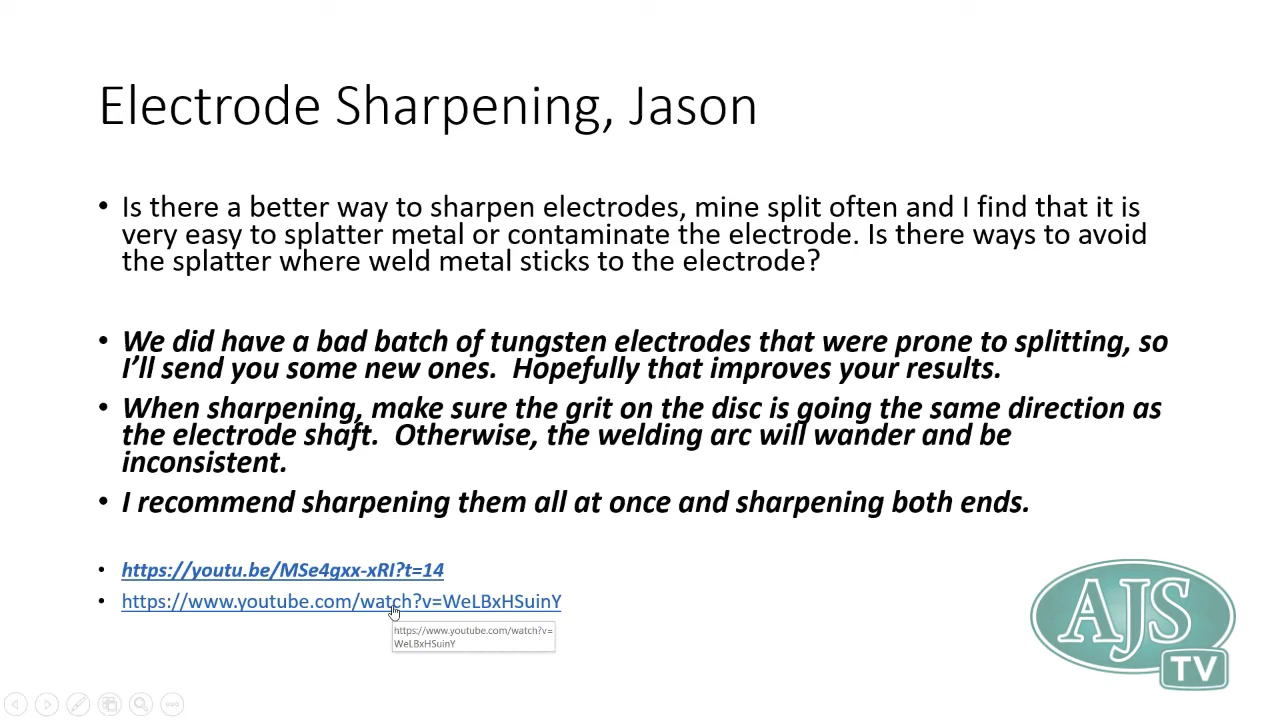 Electrode Sharpening, Jason
• Is there a better way to sharpen electrodes, mine split often and I find that it is
very easy to splatter metal or contaminate the electrode. Is there ways to avoid
the splatter where weld metal sticks to the electrode?
• We did have a bad batch of tungsten electrodes that were prone to splitting, so
I’ll send you some new ones.  Hopefully that improves your results.
• When sharpening, make sure the grit on the disc is going the same direction as
the electrode shaft.  Otherwise, the welding arc will wander and be
inconsistent.
• I recommend sharpening them all at once and sharpening both ends.
• https://youtu.be/MSe4gxx-xRI?t=14
• https://www.youtube.com/watch?v=WeLBxHSuinY
https://www.youtube.com/watch?v=
WeLBxHSuinY
AJS
TV